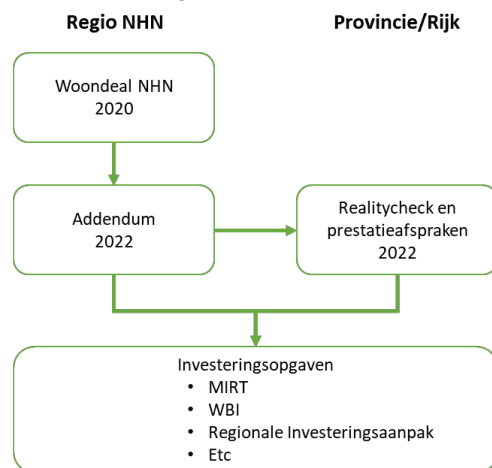 Regio NHN
Provincie/Rijk
Woondeal NHN
2020
Addendum
2022
Realitycheck en
prestatieafspraken
2022
Investeringsopgaven
• MIRT
• WBI
• Regionale Investeringsaanpak
• Etc